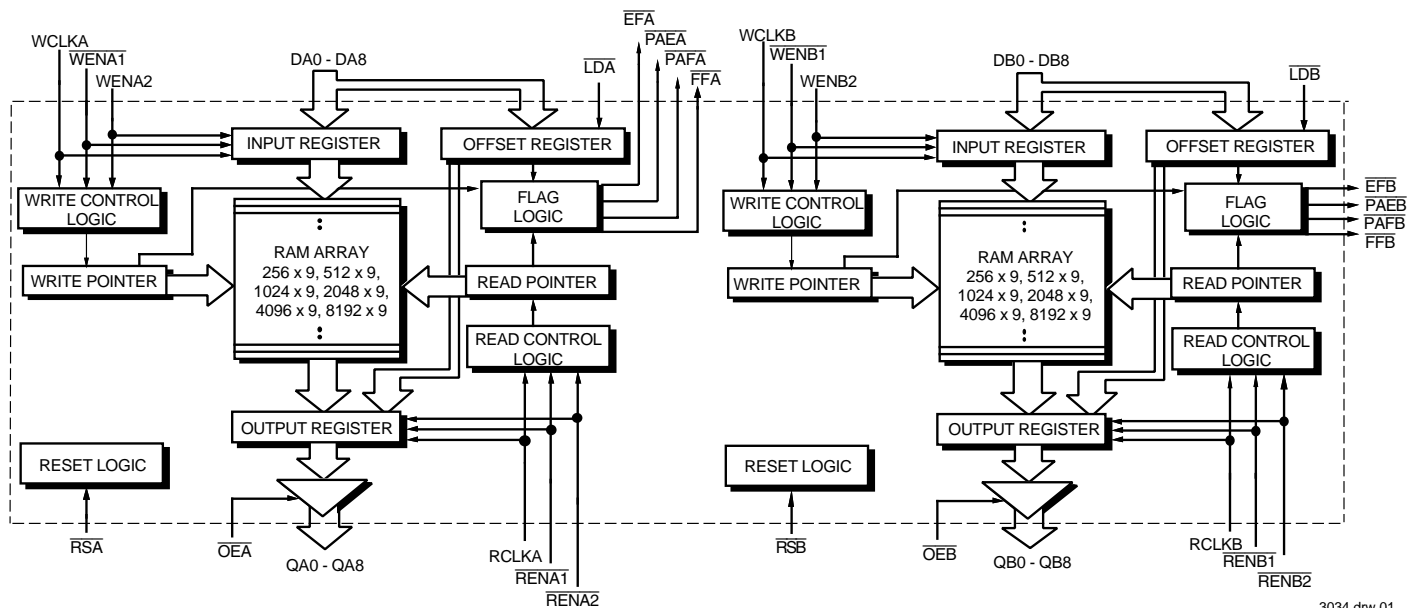 WCLKA
WENA1
WENA2
DA0 - DA8
LDA
EFA
PAEA
PAFA
FFA
INPUT REGISTER
OFFSET REGISTER
WRITE CONTROL
LOGIC
FLAG
LOGIC
WRITE POINTER
RAM ARRAY
256 x 9, 512 x 9,
1024 x 9, 2048 x 9,
4096 x 9, 8192 x 9
READ POINTER
READ CONTROL
LOGIC
OUTPUT REGISTER
RESET LOGIC
RSA
OEA
QA0 - QA8
RCLKA
RENA1
RENA2
WCLKB
WENB1
WENB2
DB0 - DB8
LDB
INPUT REGISTER
OFFSET REGISTER
WRITE CONTROL
LOGIC
FLAG
LOGIC
EFB
PAEB
PAFB
FFB
WRITE POINTER
RAM ARRAY
256 x 9, 512 x 9,
1024 x 9, 2048 x 9,
4096 x 9, 8192 x 9
READ POINTER
READ CONTROL
LOGIC
OUTPUT REGISTER
RESET LOGIC
RSB
OEB
QB0 - QB8
RCLKB
RENB1
RENB2
3034 drw 01